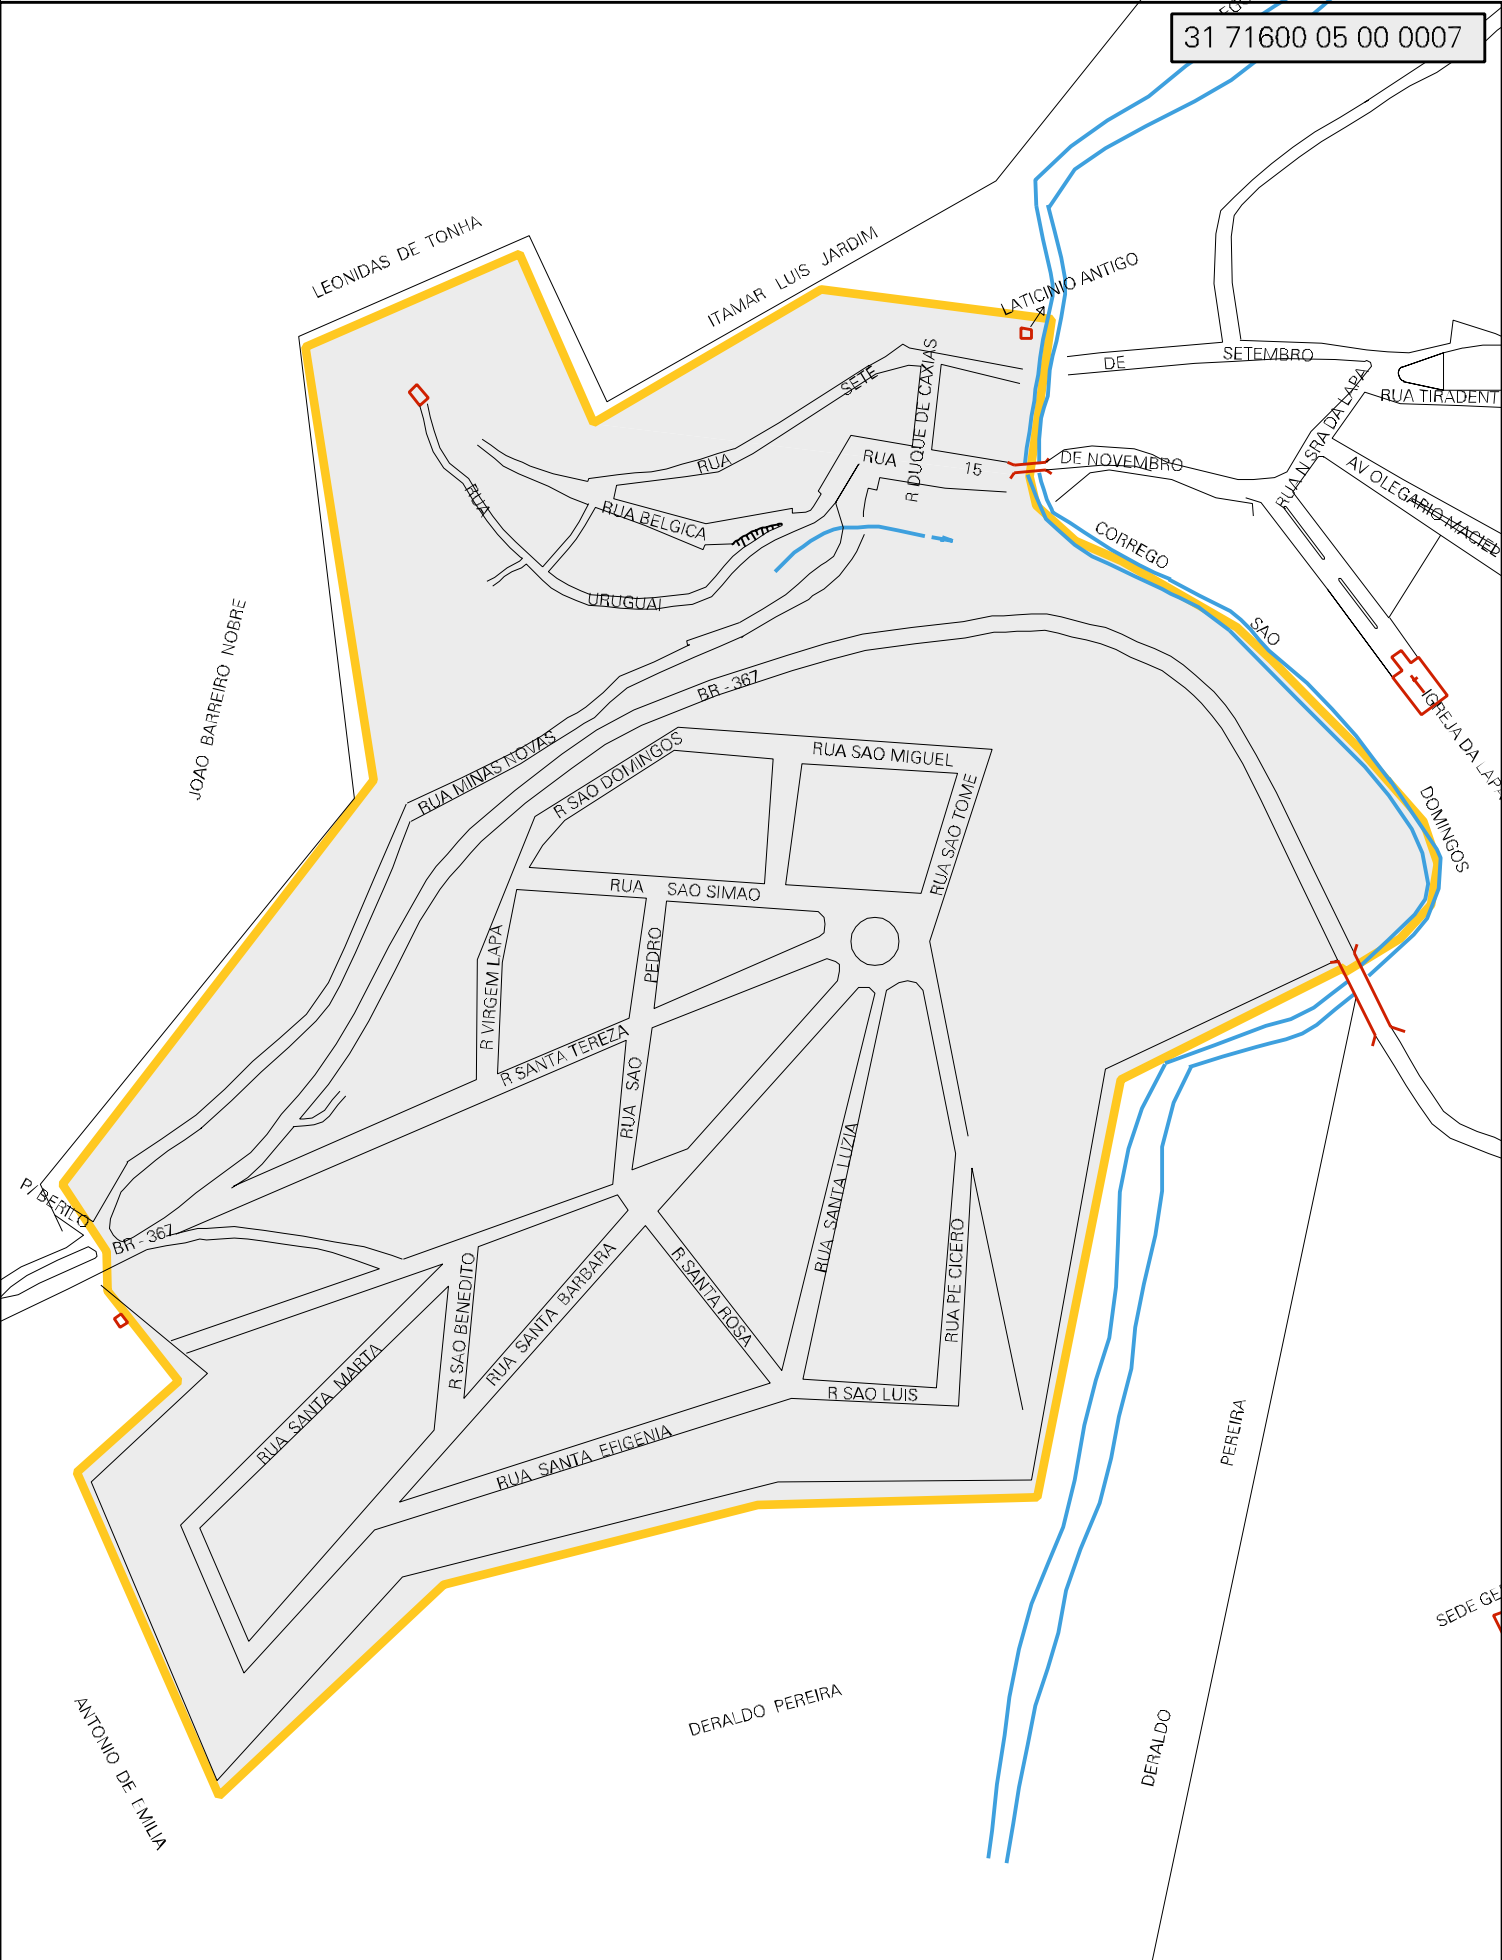 31 71600 05 00 0007
LEONIDAS DE TONHA
ITAMAR LUIS JARDIM
LATICINIO ANTIGO
DE
SETEMBRO
SETE
RUA
R DUQUE DE CAXIAS
RUA TIRADENT
RUA N SRA DA LAPA
RUA
15
DE NOVEMBRO
AV OLEGARIO MACIEL
RUA
URUGUAI
RUA BELGICA
CORREGO
SAO
DOMINGOS
IGREJA DA LAPA
JOAO BARREIRO NOBRE
BR - 367
RUA MINAS NOVAS
R SAO DOMINGOS
RUA SAO MIGUEL
RUA SAO TOME
RUA
SAO SIMAO
R VIRGEM LAPA
PEDRO
R SANTA TEREZA
RUA SAO
RUA SANTA LUZIA
P/ BERILO
BR - 367
R SAO BENEDITO
RUA SANTA BARBARA
R SANTA ROSA
RUA PE CICERO
RUA SANTA MARTA
R SAO LUIS
RUA SANTA EFIGENIA
PEREIRA
DERALDO
SEDE GE
DERALDO PEREIRA
ANTONIO DE EMILIA